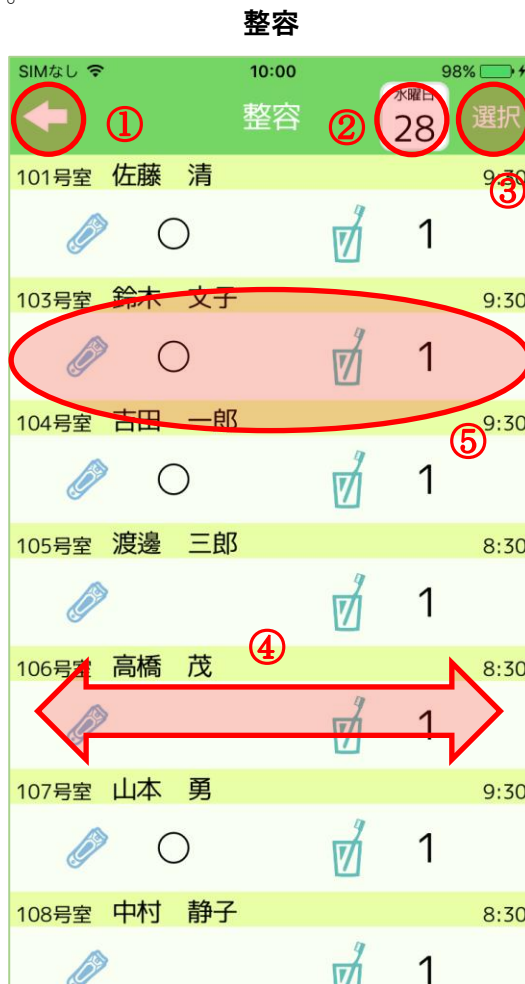 。
整容
SIMなし 10:00 98%
整容 水曜日 28 選択
① ②
③
101号室 佐藤 清 9:30
○ 1
103号室 鈴木 文子 9:30
○ 1
104号室 吉田 一郎 9:30
⑤
○ 1
105号室 渡邊 三郎 8:30
1
④
106号室 高橋 茂 8:30
1
107号室 山本 勇 9:30
○ 1
108号室 中村 静子 8:30
1